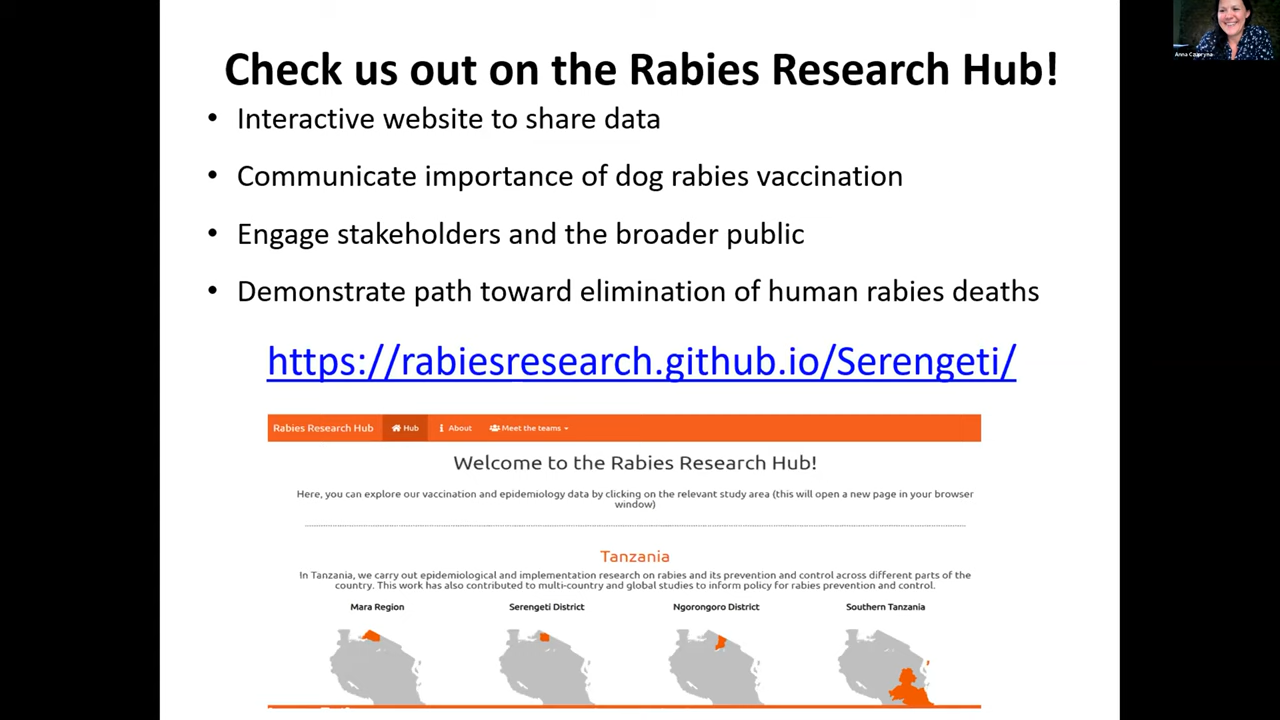 Check us out on the Rabies Research Hub!
Anna Czupryna
• Interactive website to share data
• Communicate importance of dog rabies vaccination
• Engage stakeholders and the broader public
• Demonstrate path toward elimination of human rabies deaths
https://rabiesresearch.github.io/Serengeti/
Rabies Research Hub Hub About Meet the teams
Welcome to the Rabies Research Hub!
Here, you can explore our vaccination and epidemiology data by clicking on the relevant study area (this will open a new page in your browser
window)
Tanzania
In Tanzania, we carry out epidemiological and implementation research on rabies and its prevention and control across different parts of the
country. This work has also contributed to multi-country and global studies to inform policy for rabies prevention and control.
Mara Region Serengeti District Ngorongoro District Southern Tanzania